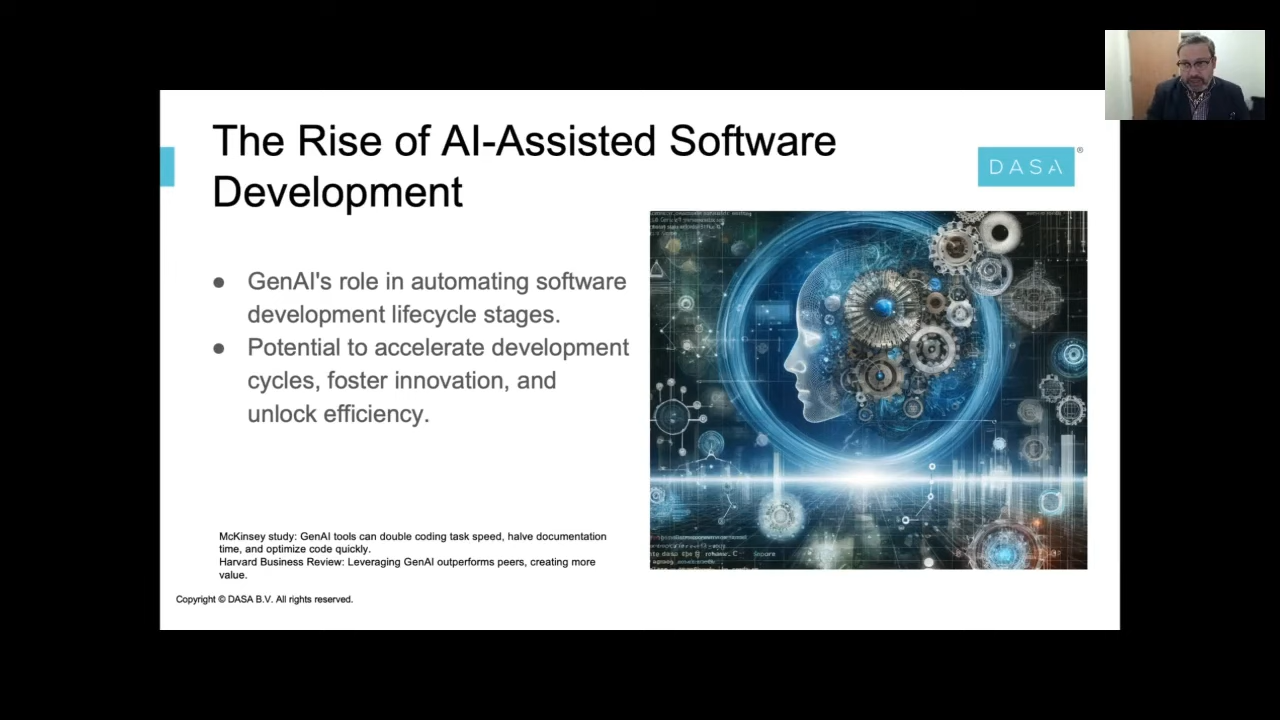 The Rise of AI-Assisted Software
Development
DASA®
● GenAI's role in automating software
development lifecycle stages.
● Potential to accelerate development
cycles, foster innovation, and
unlock efficiency.
McKinsey study: GenAI tools can double coding task speed, halve documentation
time, and optimize code quickly.
Harvard Business Review: Leveraging GenAI outperforms peers, creating more
value.
Copyright © DASA B.V. All rights reserved.